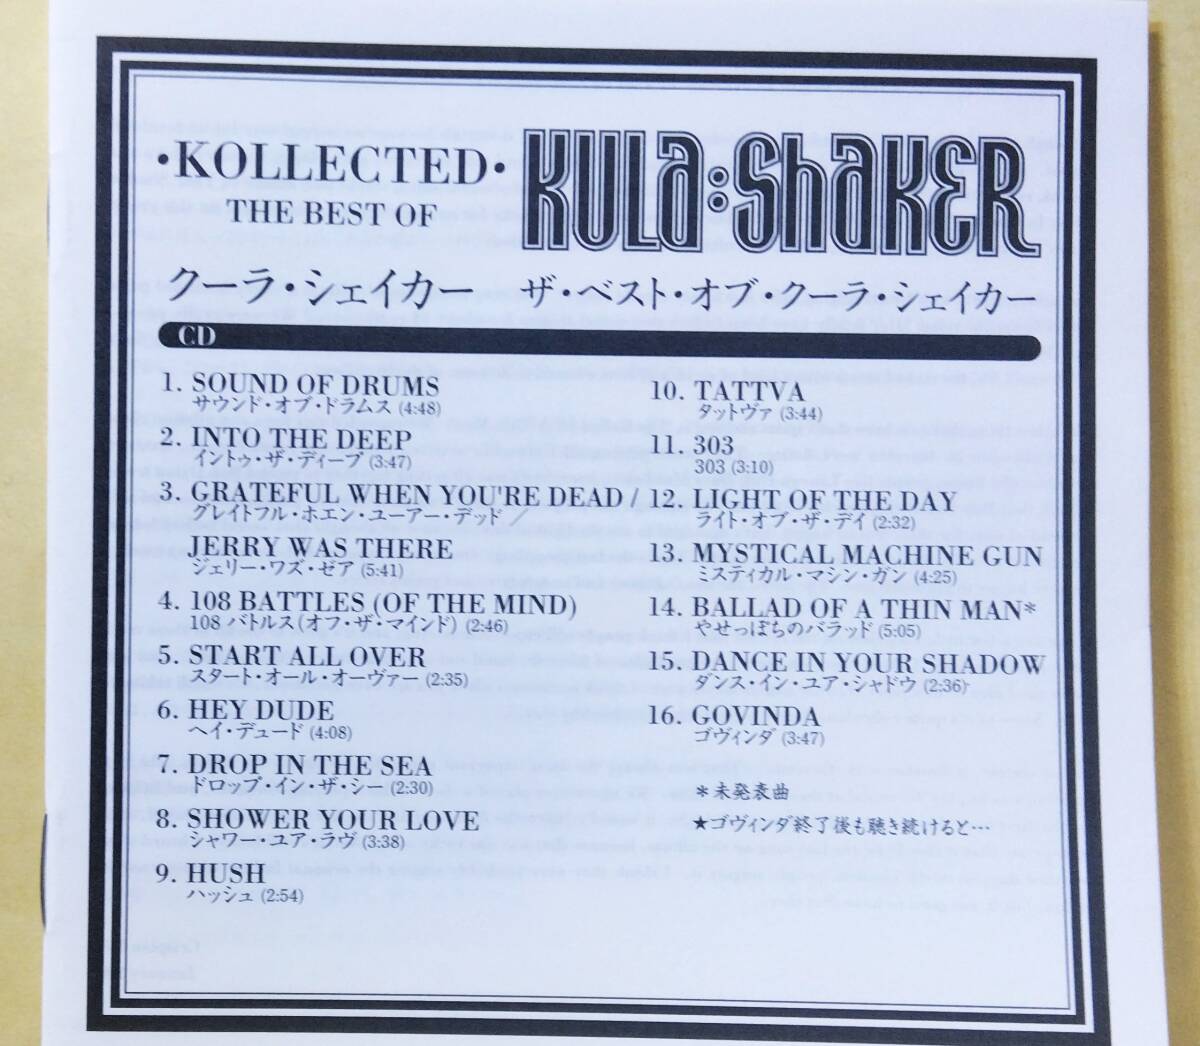 •KOLLECTED•
THE BEST OF
KULa:ShaKER
クーラ・シェイカー ザ・ベスト・オブ・クーラ・シェイカー
CD
1. SOUND OF DRUMS
サウンド・オブ・ドラムス (4:48)
2. INTO THE DEEP
イントゥ・ザ・ディープ (3:47)
3. GRATEFUL WHEN YOU'RE DEAD /
グレイトフル・ホエン・ユーアー・デッド ／
JERRY WAS THERE
ジェリー・ワズ・ゼア (5:41)
4. 108 BATTLES (OF THE MIND)
108 バトルス (オフ・ザ・マインド) (2:46)
5. START ALL OVER
スタート・オール・オーヴァー (2:35)
6. HEY DUDE
ヘイ・デュード (4:08)
7. DROP IN THE SEA
ドロップ・イン・ザ・シー (2:30)
8. SHOWER YOUR LOVE
シャワー・ユア・ラヴ (3:38)
9. HUSH
ハッシュ (2:54)
10. TATTVA
タットヴァ (3:44)
11. 303
303 (3:10)
12. LIGHT OF THE DAY
ライト・オブ・ザ・デイ (2:32)
13. MYSTICAL MACHINE GUN
ミスティカル・マシン・ガン (4:25)
14. BALLAD OF A THIN MAN*
やせっぽちのバラッド (5:05)
15. DANCE IN YOUR SHADOW
ダンス・イン・ユア・シャドウ (2:36)
16. GOVINDA
ゴヴィンダ (3:47)
*未発表曲
★ゴヴィンダ終了後も聴き続けると…